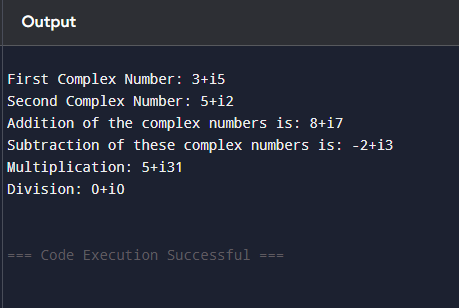 Output
First Complex Number: 3+i5
Second Complex Number: 5+i2
Addition of the complex numbers is: 8+i7
Subtraction of these complex numbers is: -2+i3
Multiplication: 5+i31
Division: 0+i0
=== Code Execution Successful ===